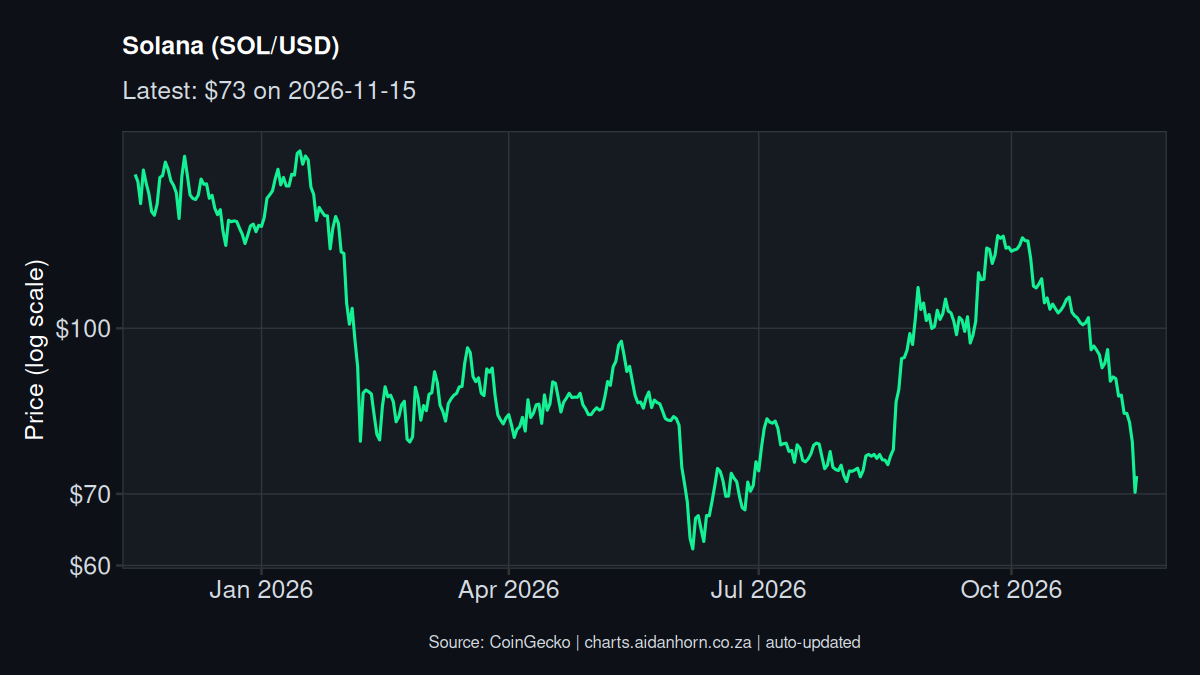 Solana (SOL/USD)
Latest: $73 on 2026-11-15
Price (log scale)
$100
$70
$60
Jan 2026
Apr 2026
Jul 2026
Oct 2026
Source: CoinGecko | charts.aidanhorn.co.za | auto-updated